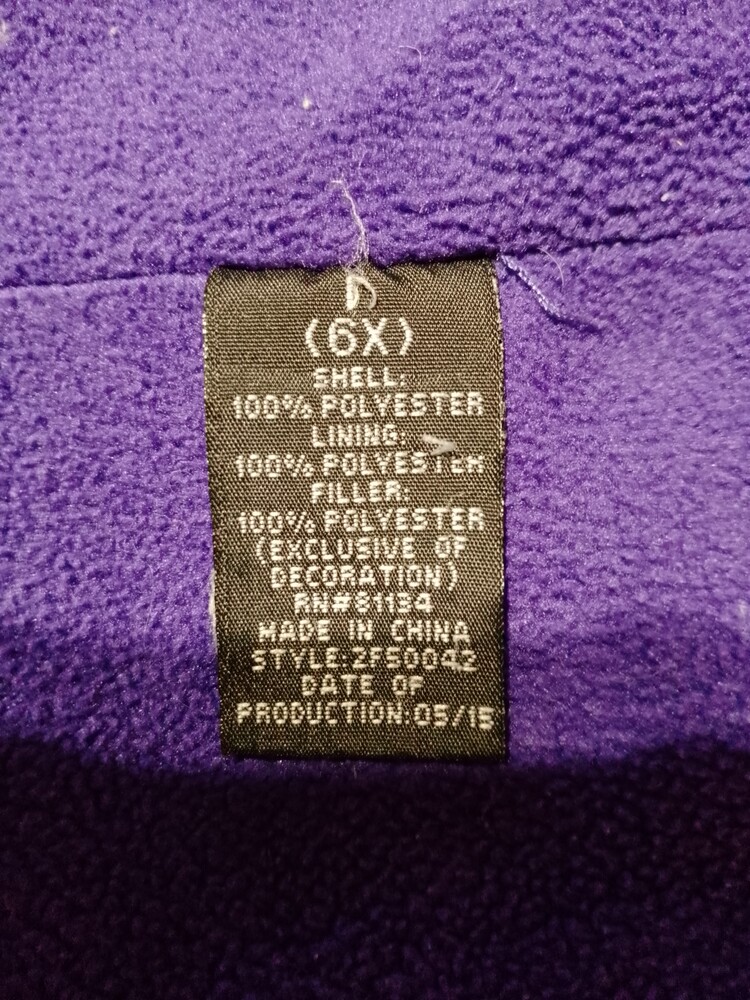 (6X)
SHELL:
100% POLYESTER
LINING:
100% POLYESTER
FILLER:
100% POLYESTER
(EXCLUSIVE OF
DECORATION)
RN#81134
MADE IN CHINA
STYLE:ZF50042
DATE OF
PRODUCTION:05/15